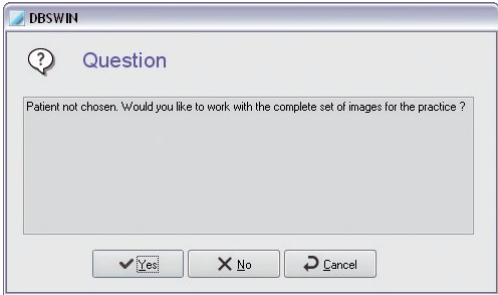 DBSWIN
Question
Patient not chosen. Would you like to work with the complete set of images for the practice ?
Yes No Cancel